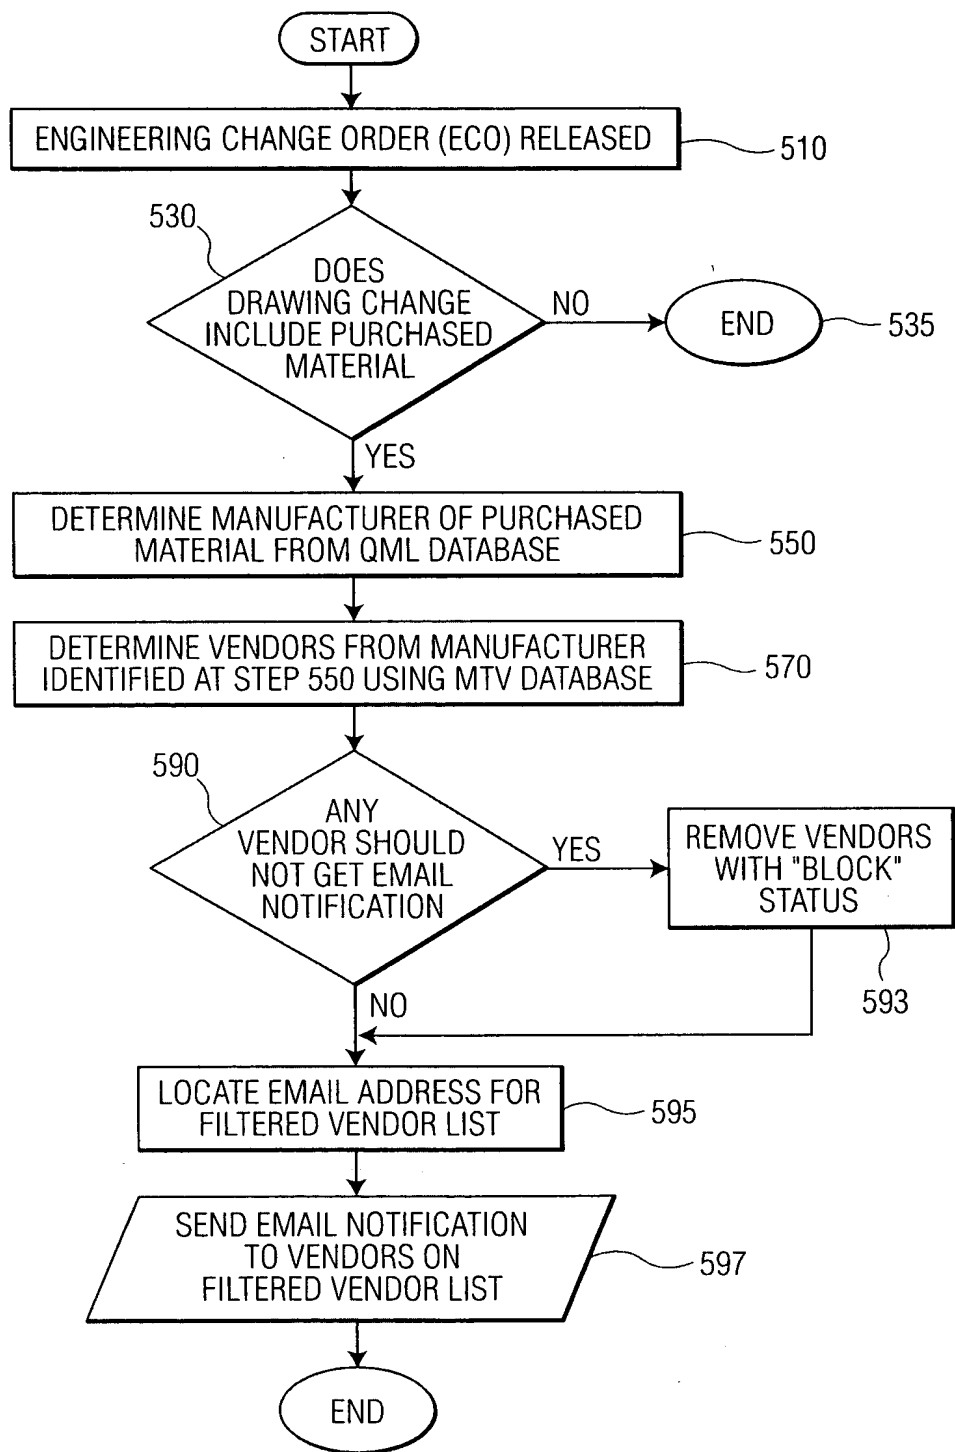 START
ENGINEERING CHANGE ORDER (ECO) RELEASED
510
530
DOES
DRAWING CHANGE
INCLUDE PURCHASED
MATERIAL
NO
END
535
YES
DETERMINE MANUFACTURER OF PURCHASED
MATERIAL FROM QML DATABASE
550
DETERMINE VENDORS FROM MANUFACTURER
IDENTIFIED AT STEP 550 USING MTV DATABASE
570
590
ANY
VENDOR SHOULD
NOT GET EMAIL
NOTIFICATION
YES
REMOVE VENDORS
WITH "BLOCK"
STATUS
593
NO
LOCATE EMAIL ADDRESS FOR
FILTERED VENDOR LIST
595
SEND EMAIL NOTIFICATION
TO VENDORS ON
FILTERED VENDOR LIST
597
END